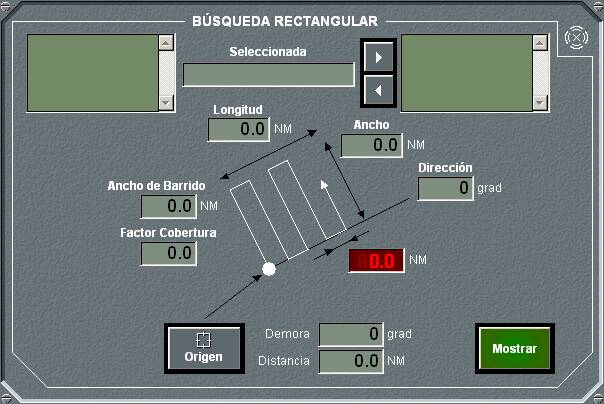 BÚSQUEDA RECTANGULAR
Seleccionada
Longitud
0.0 NM
Ancho
0.0 NM
Dirección
0 grad
Ancho de Barrido
0.0 NM
Factor Cobertura
0.0
0.0 NM
Origen
Demora 0 grad
Distancia 0.0 NM
Mostrar